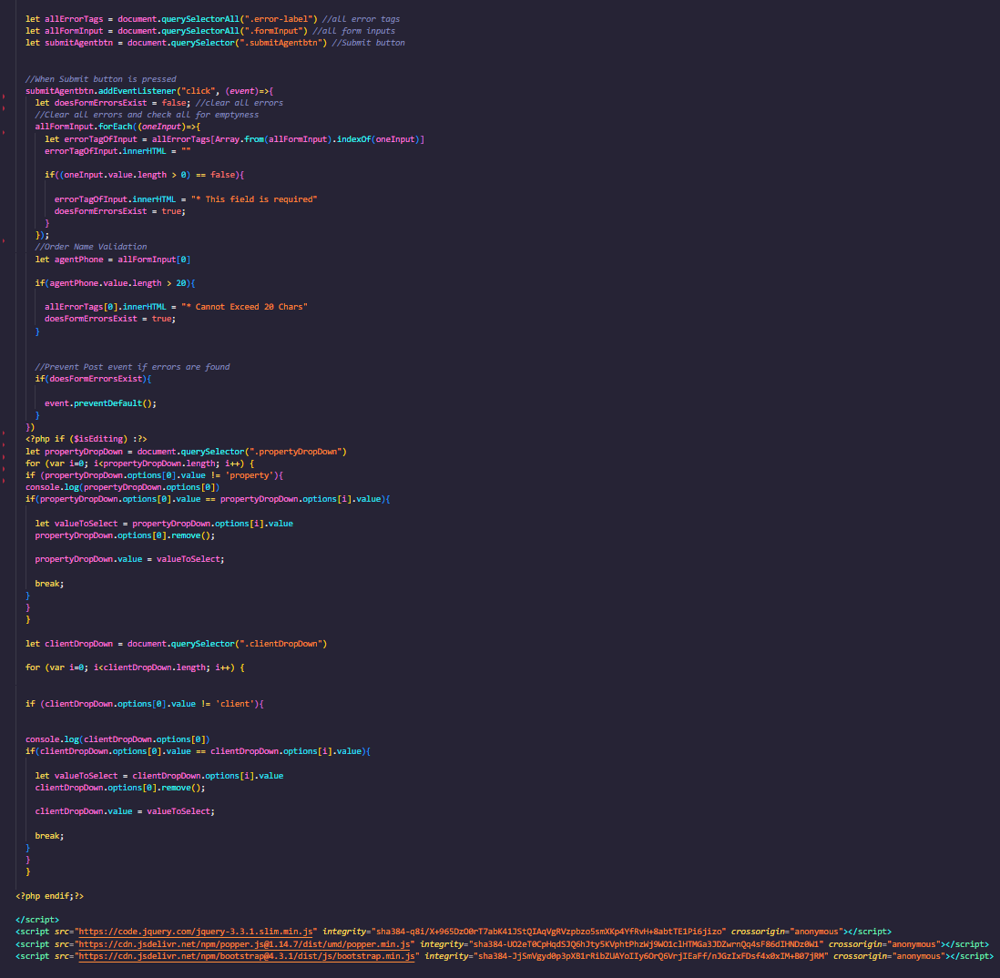 let allErrorTags = document.querySelectorAll(".error-label") //all error tags
let allFormInput = document.querySelectorAll(".formInput") //all form inputs
let submitAgentbtn = document.querySelector(".submitAgentbtn") //Submit button
//When Submit button is pressed
submitAgentbtn.addEventListener("click", (event)=>{
let doesFormErrorsExist = false; //clear all errors
//Clear all errors and check all for emptyness
allFormInput.forEach((oneInput)=>{
let errorTagOfInput = allErrorTags[Array.from(allFormInput).indexOf(oneInput)]
errorTagOfInput.innerHTML = ""
if((oneInput.value.length > 0) == false){
errorTagOfInput.innerHTML = "* This field is required"
doesFormErrorsExist = true;
}
});
//Order Name Validation
let agentPhone = allFormInput[0]
if(agentPhone.value.length > 20){
allErrorTags[0].innerHTML = "* Cannot Exceed 20 Chars"
doesFormErrorsExist = true;
}
//Prevent Post event if errors are found
if(doesFormErrorsExist){
event.preventDefault();
}
})
<?php if ($isEditing) :?>
let propertyDropDown = document.querySelector(".propertyDropDown")
for (var i=0; i<propertyDropDown.length; i++) {
if (propertyDropDown.options[0].value != 'property'){
console.log(propertyDropDown.options[0])
if(propertyDropDown.options[0].value == propertyDropDown.options[i].value){
let valueToSelect = propertyDropDown.options[i].value
propertyDropDown.options[0].remove();
propertyDropDown.value = valueToSelect;
break;
}
}
}
let clientDropDown = document.querySelector(".clientDropDown")
for (var i=0; i<clientDropDown.length; i++) {
if (clientDropDown.options[0].value != 'client'){
console.log(clientDropDown.options[0])
if(clientDropDown.options[0].value == clientDropDown.options[i].value){
let valueToSelect = clientDropDown.options[i].value
clientDropDown.options[0].remove();
clientDropDown.value = valueToSelect;
break;
}
}
}
<?php endif;?>
</script>
<script src="https://code.jquery.com/jquery-3.3.1.slim.min.js" integrity="sha384-q8i/X+965DzO0rT7abK41JStQIAqVgRVzpbzo5smXKp4YfRvH+8abtTE1Pi6jizo" crossorigin="anonymous"></script>
<script src="https://cdn.jsdelivr.net/npm/popper.js@1.14.7/dist/umd/popper.min.js" integrity="sha384-UO2eT0CpHqdSJQ6hJty5KVphtPhzWj9WO1clHTMGa3JDZwrnQq4sF86dIHNDz0W1" crossorigin="anonymous"></script>
<script src="https://cdn.jsdelivr.net/npm/bootstrap@4.3.1/dist/js/bootstrap.min.js" integrity="sha384-JjSmVgyd0p3pXB1rRibZUAYoIIy6OrQ6VrjIEaFf/nJGzIxFDsf4x0xIM+B07jRM" crossorigin="anonymous"></script>